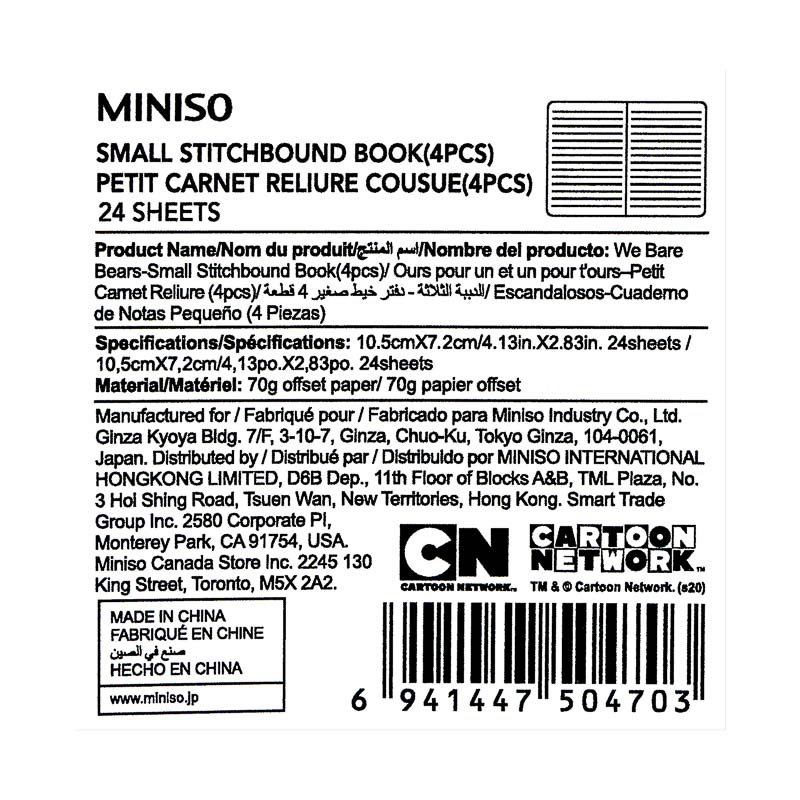 MINISO
SMALL STITCHBOUND BOOK(4PCS)
PETIT CARNET RELIURE COUSUE(4PCS)
24 SHEETS
Product Name/Nom du produit/اسم المنتج/Nombre del producto: We Bare
Bears-Small Stitchbound Book(4pcs)/ Ours pour un et un pour t'ours–Petit
Carnet Reliure (4pcs)/الدببة الثلاثة - دفتر خيط صغير 4 قطعة/ Escandalosos-Cuaderno
de Notas Pequeño (4 Piezas)
Specifications/Spécifications: 10.5cmX7.2cm/4.13in.X2.83in. 24sheets /
10,5cmX7,2cm/4,13po.X2,83po. 24sheets
Material/Matériel: 70g offset paper/ 70g papier offset
Manufactured for / Fabriqué pour / Fabricado para Miniso Industry Co., Ltd.
Ginza Kyoya Bldg. 7/F, 3-10-7, Ginza, Chuo-Ku, Tokyo Ginza, 104-0061,
Japan. Distributed by / Distribué par / Distribuido por MINISO INTERNATIONAL
HONGKONG LIMITED, D6B Dep., 11th Floor of Blocks A&B, TML Plaza, No.
3 Hoi Shing Road, Tsuen Wan, New Territories, Hong Kong. Smart Trade
Group Inc. 2580 Corporate Pl,
Monterey Park, CA 91754, USA.
Miniso Canada Store Inc. 2245 130
King Street, Toronto, M5X 2A2.
CN
CARTOON NETWORK™
CARTOON
NETWORK™
TM & © Cartoon Network. (s20)
MADE IN CHINA
FABRIQUÉ EN CHINE
صنع في الصين
HECHO EN CHINA
www.miniso.jp
6 941447 504703